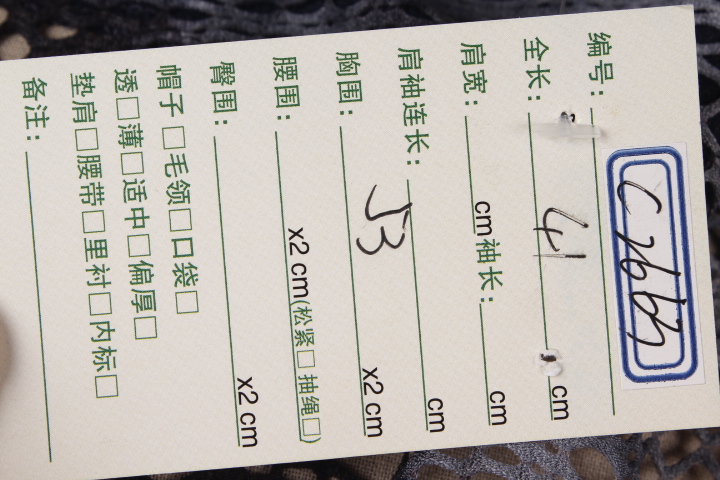 编号:
全长: 41 cm
肩宽: cm 袖长: cm
肩袖连长: cm
胸围: 53 x2 cm
腰围: x2 cm(松紧□ 抽绳□)
臀围: x2 cm
帽子 □毛领□口袋□
透□薄□适中□偏厚□
垫肩□腰带□里衬□内标□
备注: